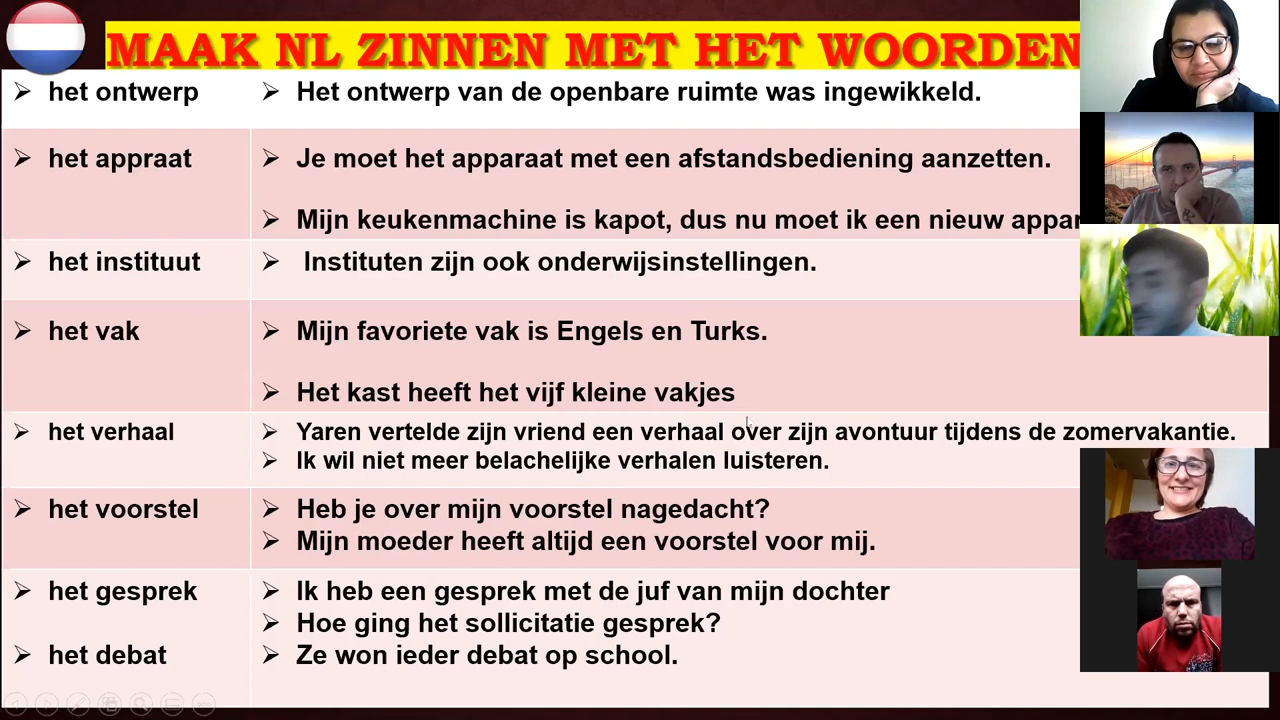 MAAK NL ZINNEN MET HET WOORDEN
het ontwerp
Het ontwerp van de openbare ruimte was ingewikkeld.
het appraat
Je moet het apparaat met een afstandsbediening aanzetten.
Mijn keukenmachine is kapot, dus nu moet ik een nieuw
het instituut
Instituten zijn ook onderwijsinstellingen.
het vak
Mijn favoriete vak is Engels en Turks.
Het kast heeft het vijf kleine vakjes
het verhaal
Yaren vertelde zijn vriend een verhaal over zijn avontuur tijdens de zomervakantie.
Ik wil niet meer belachelijke verhalen luisteren.
het voorstel
Heb je over mijn voorstel nagedacht?
Mijn moeder heeft altijd een voorstel voor mij.
het gesprek
Ik heb een gesprek met de juf van mijn dochter
Hoe ging het sollicitatie gesprek?
het debat
Ze won ieder debat op school.